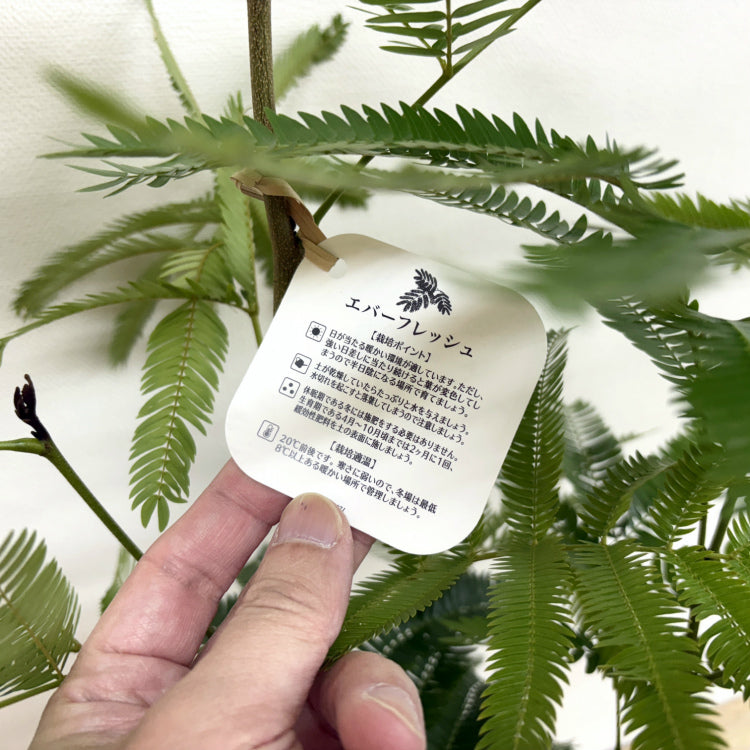 エバーフレッシュ
【栽培ポイント】
日が当たる暖かい環境が適しています。ただし、
強い日差しに当たり続けると葉が変色してし
まうので半日陰になる場所で育てましょう。
土が乾燥していたらたっぷりと水を与えましょう。
水切れを起こすと落葉してしまうので注意しましょう。
休眠期である冬には施肥をする必要はありません。
生育期である4月〜10月頃までは2ヶ月に1回、
緩効性肥料を土の表面に施しましょう。
【栽培適温】
20℃前後です。寒さに弱いので、冬場は最低
8℃以上ある暖かい場所で管理しましょう。